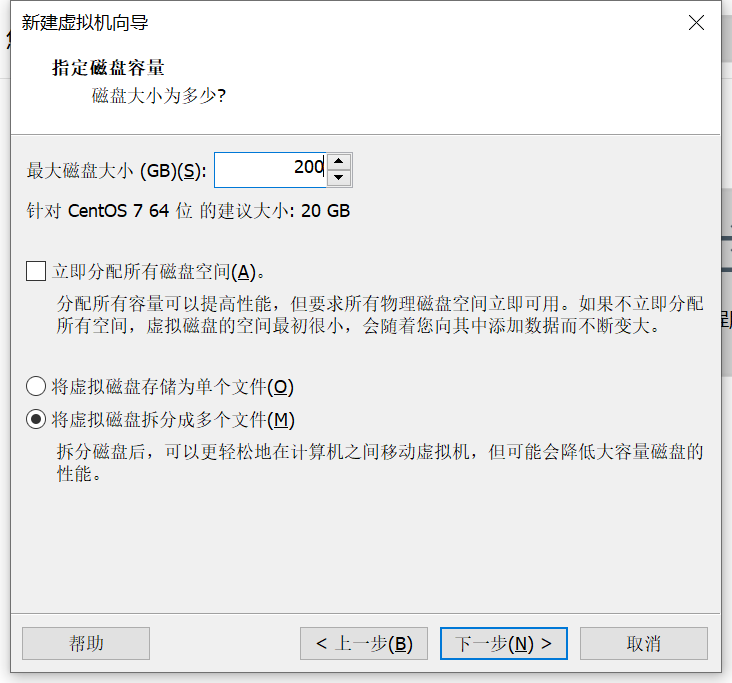 新建虚拟机向导
指定磁盘容量
磁盘大小为多少?
最大磁盘大小 (GB)(S): 200
针对 CentOS 7 64 位 的建议大小: 20 GB
立即分配所有磁盘空间(A)。
分配所有容量可以提高性能，但要求所有物理磁盘空间立即可用。如果不立即分配
所有空间，虚拟磁盘的空间最初很小，会随着您向其中添加数据而不断变大。
将虚拟磁盘存储为单个文件(O)
将虚拟磁盘拆分成多个文件(M)
拆分磁盘后，可以更轻松地在计算机之间移动虚拟机，但可能会降低大容量磁盘的
性能。
帮助 < 上一步(B) 下一步(N) > 取消